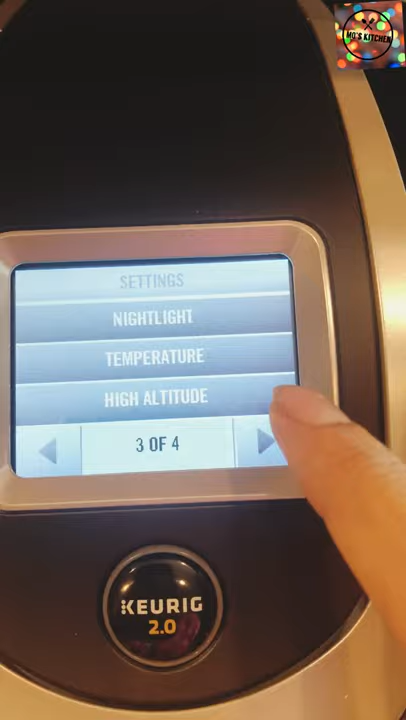 MO'S KITCHEN
SETTINGS
NIGHTLIGHT
TEMPERATURE
HIGH ALTITUDE
3 OF 4
KEURIG
2.0